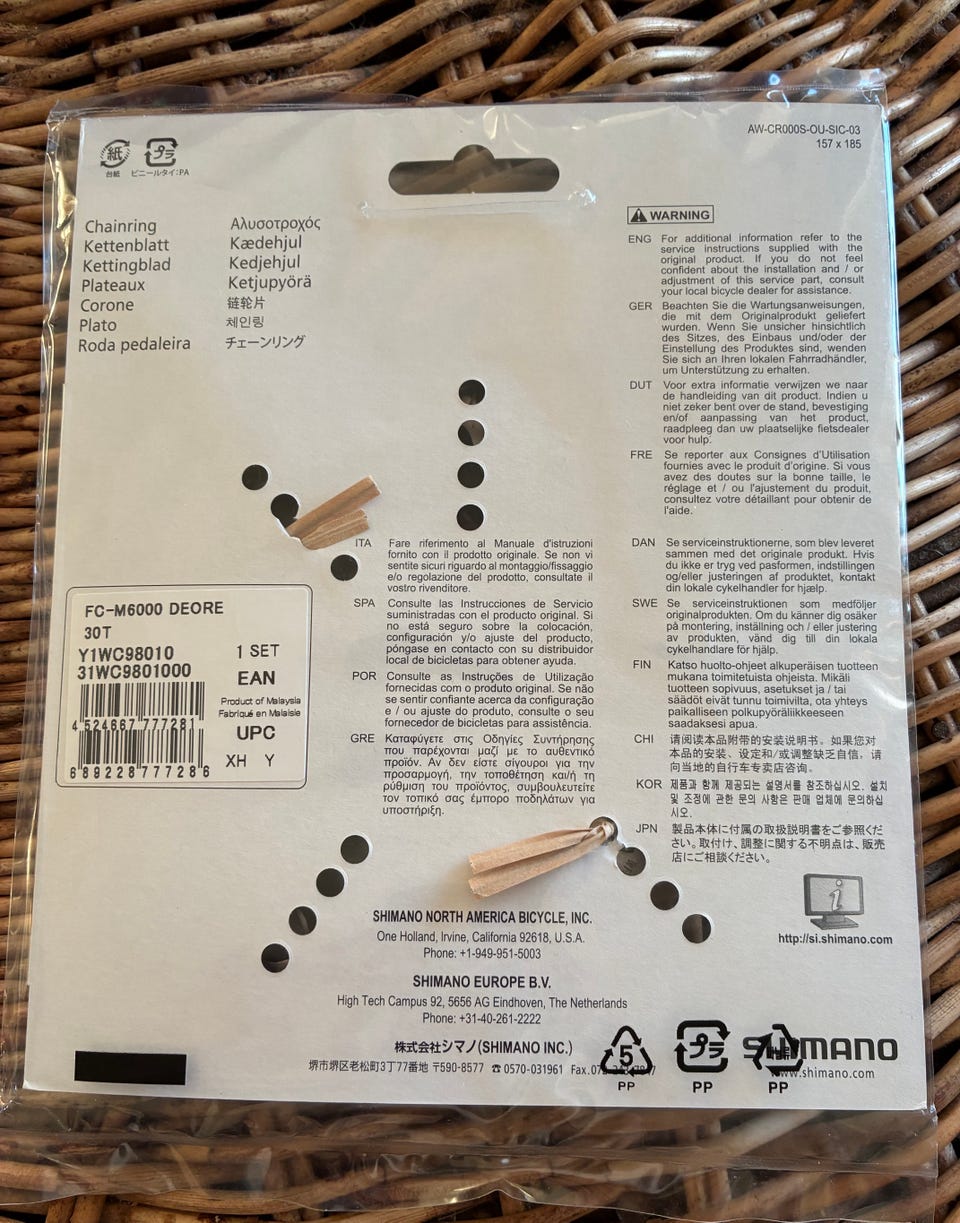 紙
台紙
プラ
ビニールタイ:PA
AW-CR000S-OU-SIC-03
157 x 185
Chainring
Kettenblatt
Kettingblad
Plateaux
Corone
Plato
Roda pedaleira
Αλυσοτροχός
Kædehjul
Kedjehjul
Ketjupyörä
链轮片
체인링
チェーンリング
WARNING
ENG For additional information refer to the
service instructions supplied with the
original product. If you do not feel
confident about the installation and / or
adjustment of this service part, consult
your local bicycle dealer for assistance.
GER Beachten Sie die Wartungsanweisungen,
die mit dem Originalprodukt geliefert
wurden. Wenn Sie unsicher hinsichtlich
des Sitzes, des Einbaus und/oder der
Einstellung des Produktes sind, wenden
Sie sich an Ihren lokalen Fahrradhändler,
um Unterstützung zu erhalten.
DUT Voor extra informatie verwijzen we naar
de handleiding van dit product. Indien u
niet zeker bent over de stand, bevestiging
en/of aanpassing van het product,
raadpleeg dan uw plaatselijke fietsdealer
voor hulp.
FRE Se reporter aux Consignes d'Utilisation
fournies avec le produit d'origine. Si vous
avez des doutes sur la bonne taille, le
réglage et / ou l'ajustement du produit,
consultez votre détaillant pour obtenir de
l'aide.
ITA Fare riferimento al Manuale d'istruzioni
fornito con il prodotto originale. Se non vi
sentite sicuri riguardo al montaggio/fissaggio
e/o regolazione del prodotto, consultate il
vostro rivenditore.
SPA Consulte las Instrucciones de Servicio
suministradas con el producto original. Si
no está seguro sobre la colocación,
configuración y/o ajuste del producto,
póngase en contacto con su distribuidor
local de bicicletas para obtener ayuda.
POR Consulte as Instruções de Utilização
fornecidas com o produto original. Se não
se sentir confiante acerca da configuração
e / ou ajuste do produto, consulte o seu
fornecedor de bicicletas para assistência.
GRE Καταφύγετε στις Οδηγίες Συντήρησης
που παρέχονται μαζί με το αυθεντικό
προϊόν. Αν δεν είστε σίγουροι για την
προσαρμογή, την τοποθέτηση και/ή τη
ρύθμιση του προϊόντος, συμβουλευτείτε
τον τοπικό σας έμπορο ποδηλάτων για
υποστήριξη.
DAN Se serviceinstruktionerne, som blev leveret
sammen med det originale produkt. Hvis
du ikke er tryg ved pasformen, indstillingen
og/eller justeringen af produktet, kontakt
din lokale cykelhandler for hjælp.
SWE Se serviceinstruktionen som medföljer
originalprodukten. Om du känner dig osäker
på montering, inställning och / eller justering
av produkten, vänd dig till din lokala
cykelhandlare för hjälp.
FIN Katso huolto-ohjeet alkuperäisen tuotteen
mukana toimitetuista ohjeista. Mikäli
tuotteen sopivuus, asetukset ja / tai
säädöt eivät tunnu toimivilta, ota yhteys
paikalliseen polkupyöräliikkeeseen
saadaksesi apua.
CHI 请阅读本品附带的安装说明书。如果您对
本品的安装、设定和/或调整缺乏自信,请
向当地的自行车专卖店咨询。
KOR 제품과 함께 제공되는 설명서를 참조하십시오. 설치
및 조정에 관한 문의 사항은 판매 업체에 문의하십
시오.
JPN 製品本体に付属の取扱説明書をご参照くだ
さい。取付け、調整に関する不明点は、販売
店にご相談ください。
FC-M6000 DEORE
30T
Y1WC98010
31WC9801000
1 SET
EAN
Product of Malaysia
Fabriqué en Malaisie
4 524667 777281
UPC
XH Y
6 89228 77728 6
http://si.shimano.com
SHIMANO NORTH AMERICA BICYCLE, INC.
One Holland, Irvine, California 92618, U.S.A.
Phone: +1-949-951-5003
SHIMANO EUROPE B.V.
High Tech Campus 92, 5656 AG Eindhoven, The Netherlands
Phone: +31-40-261-2222
株式会社シマノ(SHIMANO INC.)
堺市堺区老松町3丁77番地 〒590-8577 ☎0570-031961 Fax.
5
PP
プラ
PP
PP
SHIMANO
www.shimano.com